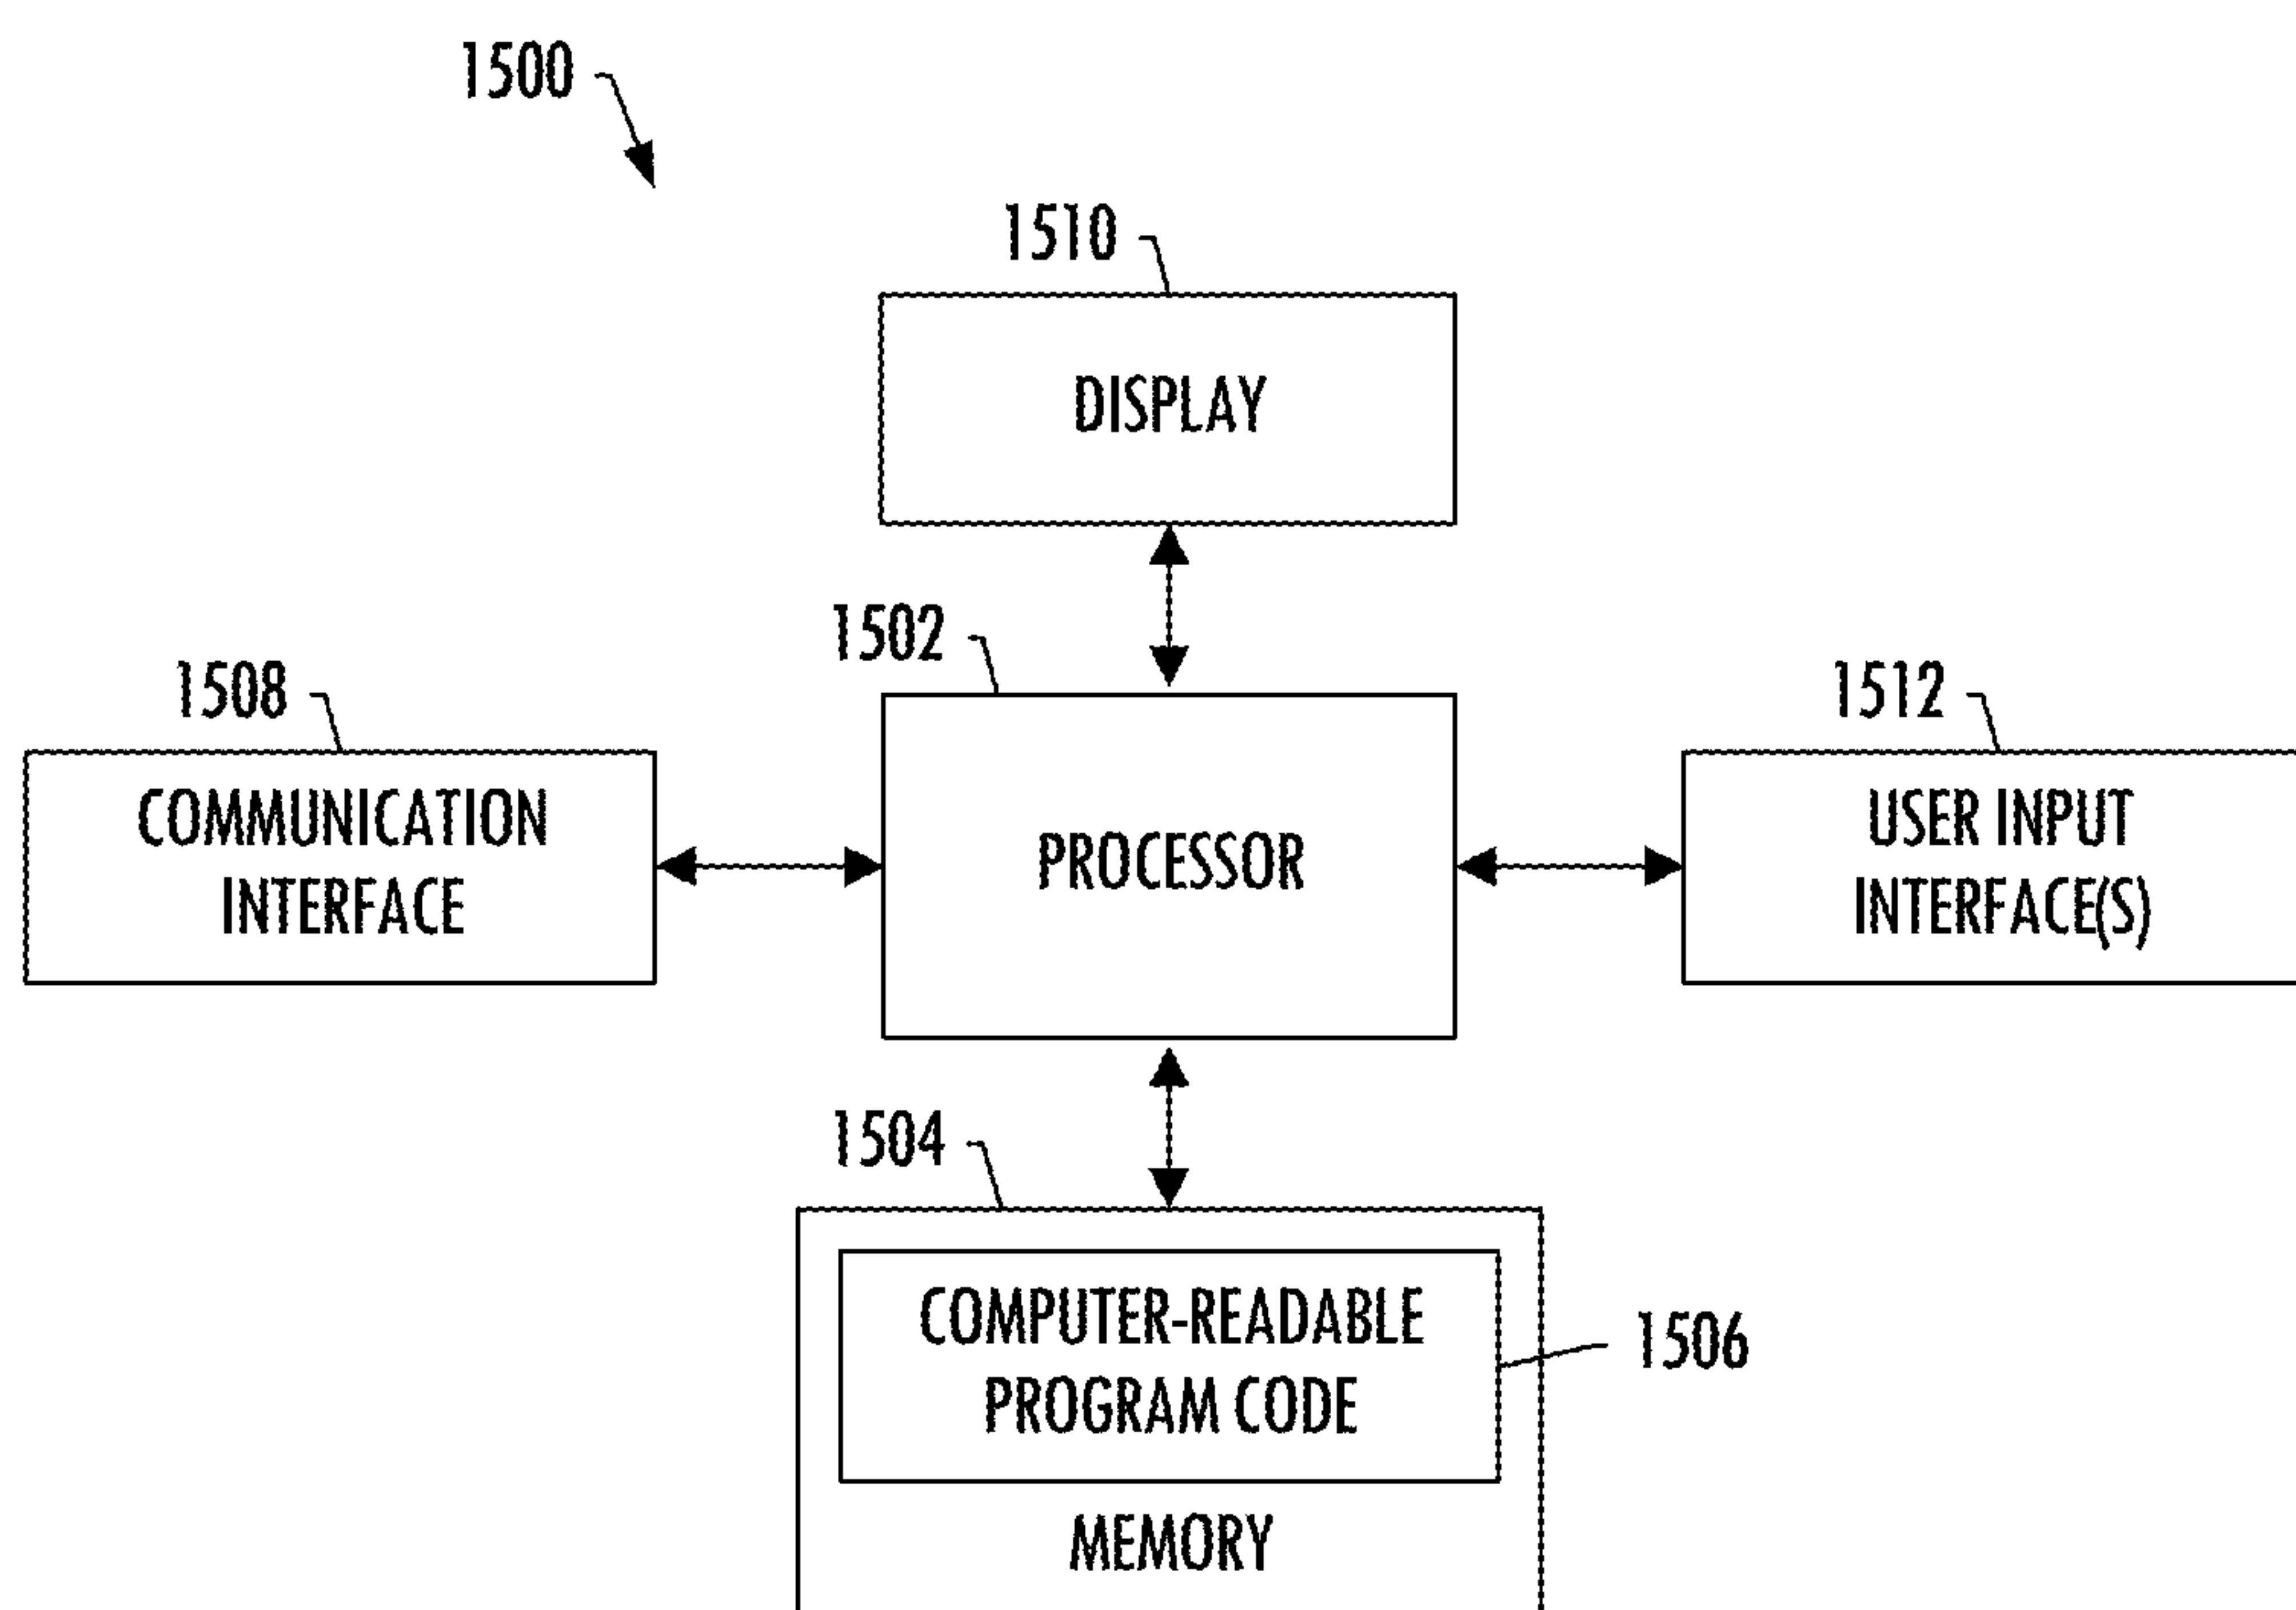 1500
1510
DISPLAY
1502
1508
1512
COMMUNICATION
INTERFACE
PROCESSOR
USER INPUT
INTERFACE(S)
1504
COMPUTER-READABLE
PROGRAM CODE
1506
MEMORY